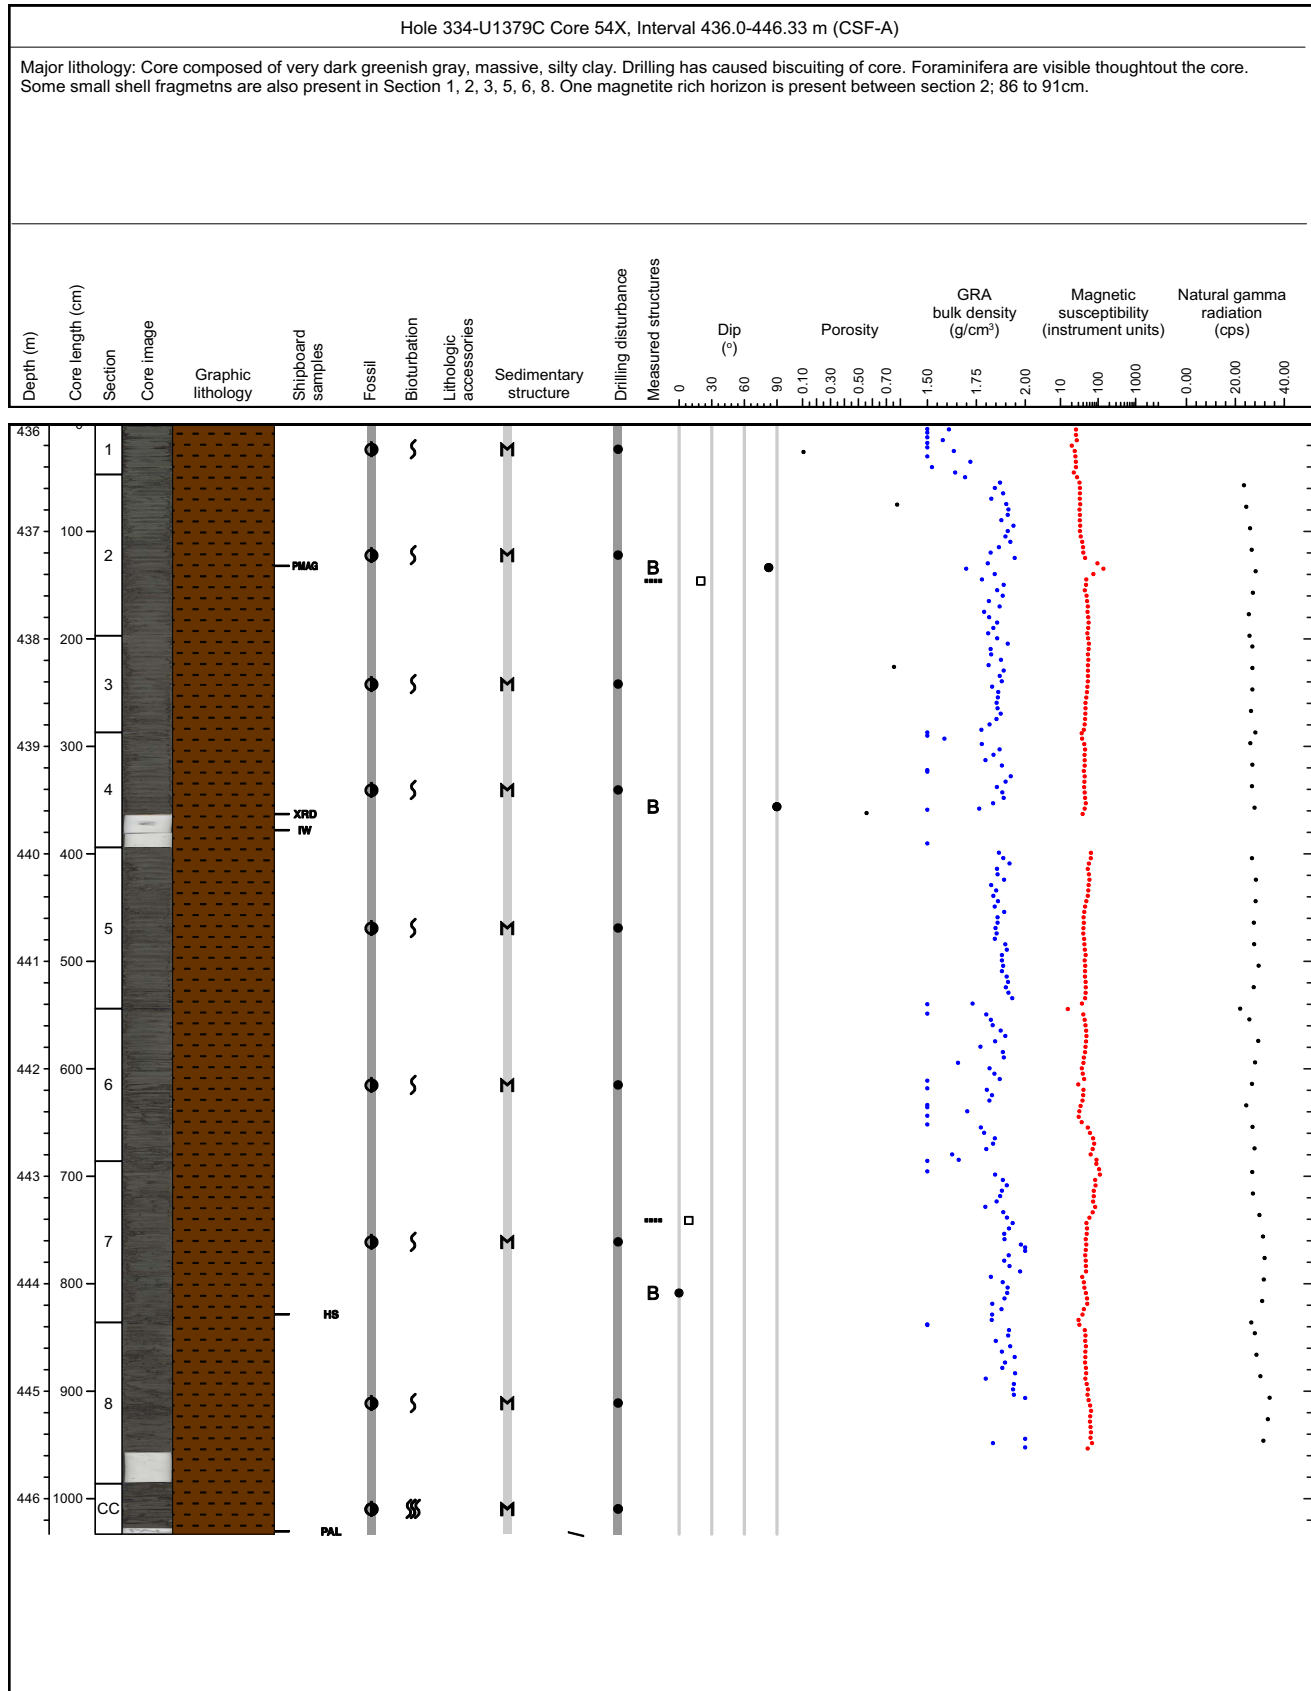 Hole 334-U1379C Core 54X, Interval 436.0-446.33 m (CSF-A)
Major lithology: Core composed of very dark greenish gray, massive, silty clay. Drilling has caused biscuiting of core. Foraminifera are visible thoughtout the core.
Some small shell fragmetns are also present in Section 1, 2, 3, 5, 6, 8. One magnetite rich horizon is present between section 2; 86 to 91cm.
Depth (m)
Core length (cm)
Section
Core image
Graphic
lithology
Shipboard
samples
Fossil
Bioturbation
Lithologic
accessories
Sedimentary
structure
Drilling disturbance
Measured structures
Dip
(°)
0 30 60 90
Porosity
0.10 0.30 0.50 0.70
GRA
bulk density
(g/cm³)
1.50 1.75 2.00
Magnetic
susceptibility
(instrument units)
10 100 1000
Natural gamma
radiation
(cps)
0.00 20.00 40.00
436 0
1 M
437 100
2 M
PMAG B
438 200
3 M
439 300
4 M
XRD B
IW
440 400
5 M
441 500
442 600
6 M
443 700
7 M
444 800 B
HS
445 900
8 M
446 1000
CC M
PAL